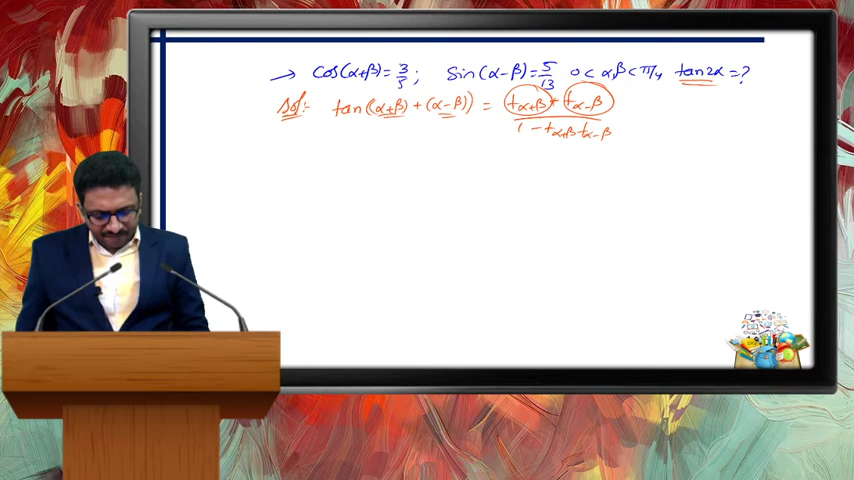 → cos(α+β)=3/5; sin(α-β)=5/13 0<α,β<π/4 tan2α=?
Sol:- tan((α+β)+(α-β)) = (tα+β + tα-β)/(1-tα+β tα-β)